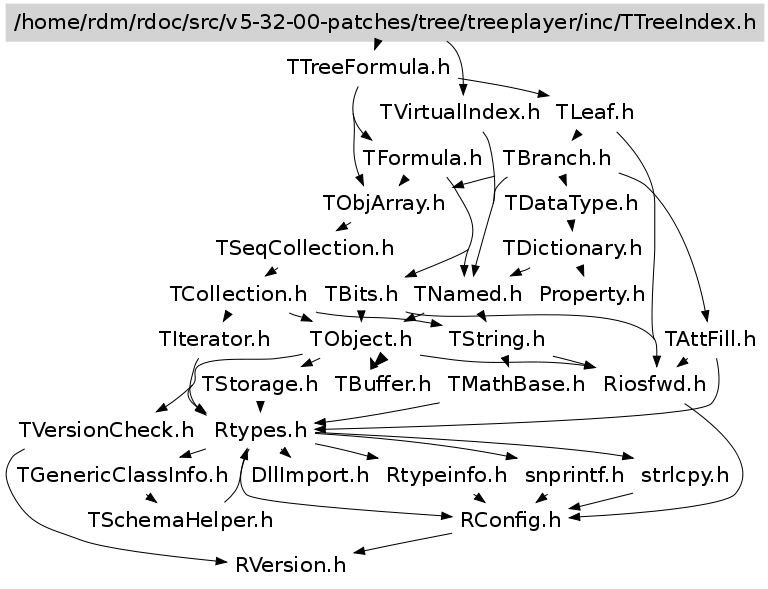 /home/rdm/rdoc/src/v5-32-00-patches/tree/treeplayer/inc/TTreeIndex.h
TTreeFormula.h
TVirtualIndex.h TLeaf.h
TFormula.h TBranch.h
TObjArray.h TDataType.h
TSeqCollection.h TDictionary.h
TCollection.h TBits.h TNamed.h Property.h
TIterator.h TObject.h TString.h TAttFill.h
TStorage.h TBuffer.h TMathBase.h Riosfwd.h
TVersionCheck.h Rtypes.h
TGenericClassInfo.h DllImport.h Rtypeinfo.h snprintf.h strlcpy.h
TSchemaHelper.h RConfig.h
RVersion.h